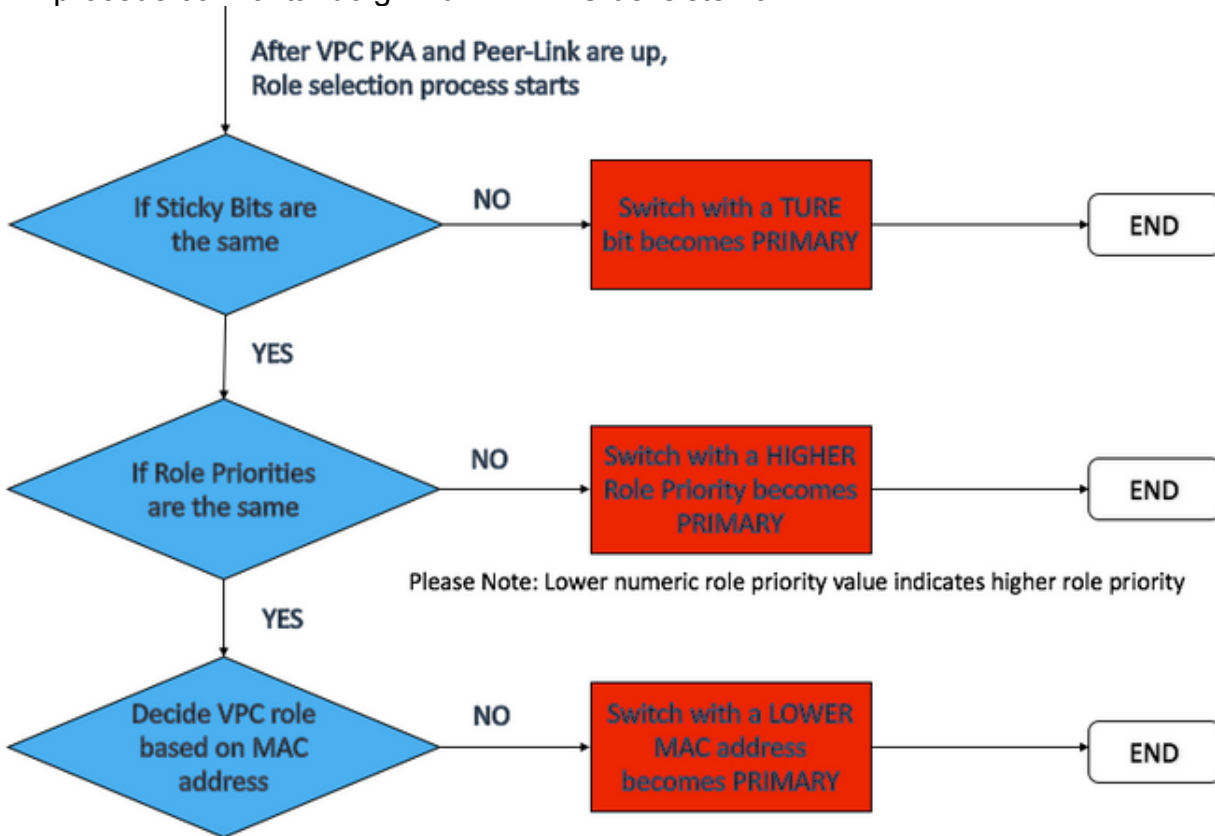 After VPC PKA and Peer-Link are up,
Role selection process starts
If Sticky Bits are
the same
NO
Switch with a TURE
bit becomes PRIMARY
END
YES
If Role Priorities
are the same
NO
Switch with a HIGHER
Role Priority becomes
PRIMARY
END
Please Note: Lower numeric role priority value indicates higher role priority
YES
Decide VPC role
based on MAC
address
NO
Switch with a LOWER
MAC address
becomes PRIMARY
END